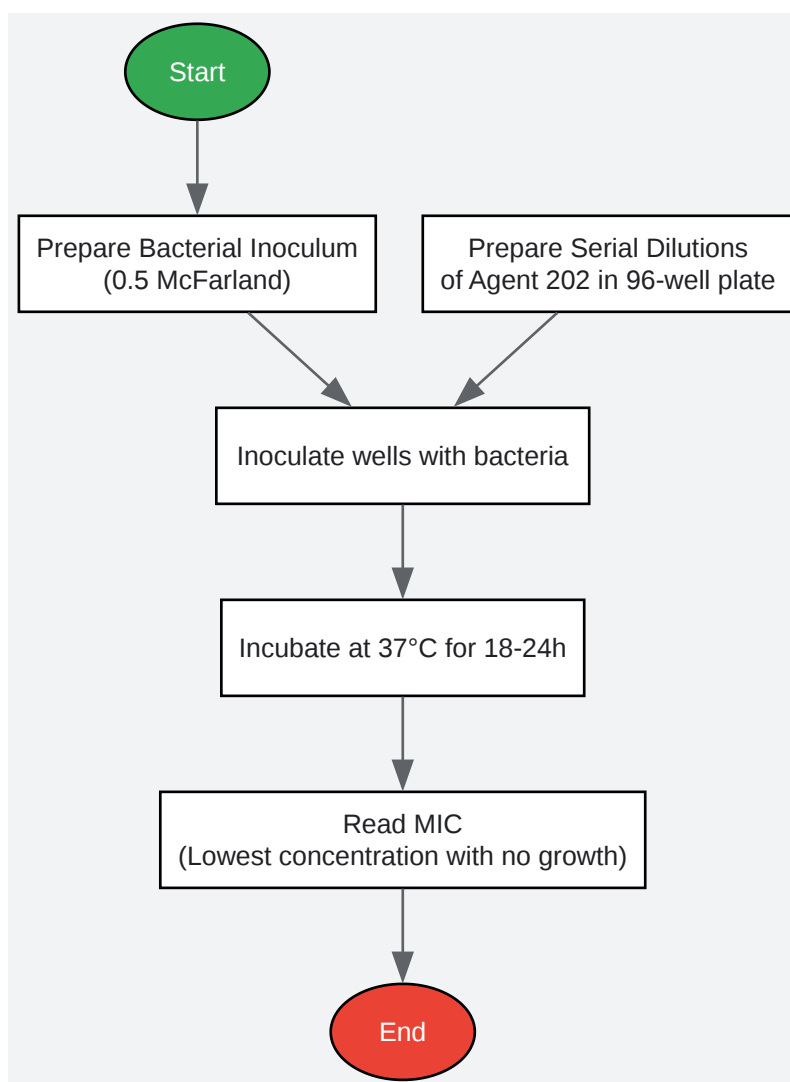 Start
Prepare Bacterial Inoculum
(0.5 McFarland)
Prepare Serial Dilutions
of Agent 202 in 96-well plate
Inoculate wells with bacteria
Incubate at 37°C for 18-24h
Read MIC
(Lowest concentration with no growth)
End